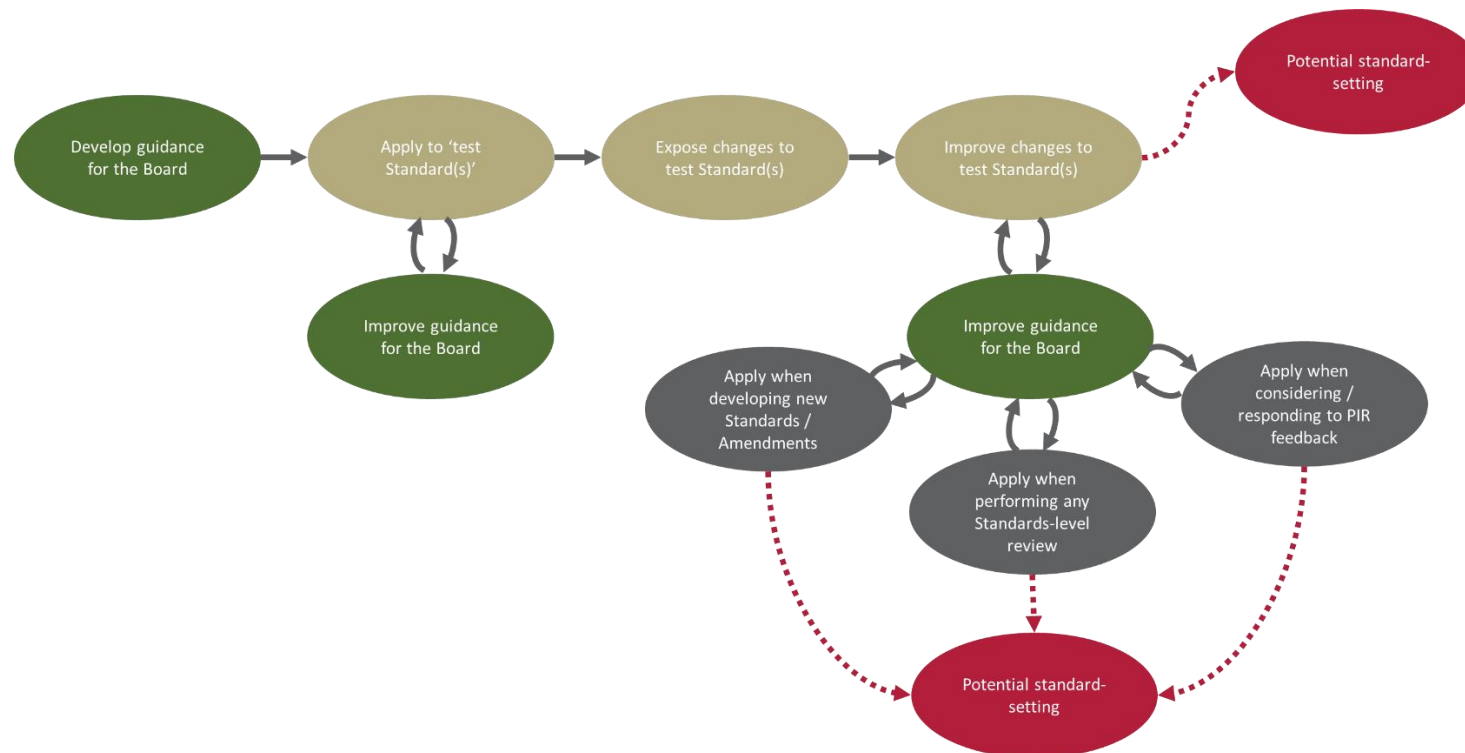 Potential standard-
setting
Develop guidance
for the Board
Apply to ‘test
Standard(s)’
Expose changes to
test Standard(s)
Improve changes to
test Standard(s)
Improve guidance
for the Board
Improve guidance
for the Board
Apply when
developing new
Standards /
Amendments
Apply when
considering /
responding to PIR
feedback
Apply when
performing any
Standards-level
review
Potential standard-
setting